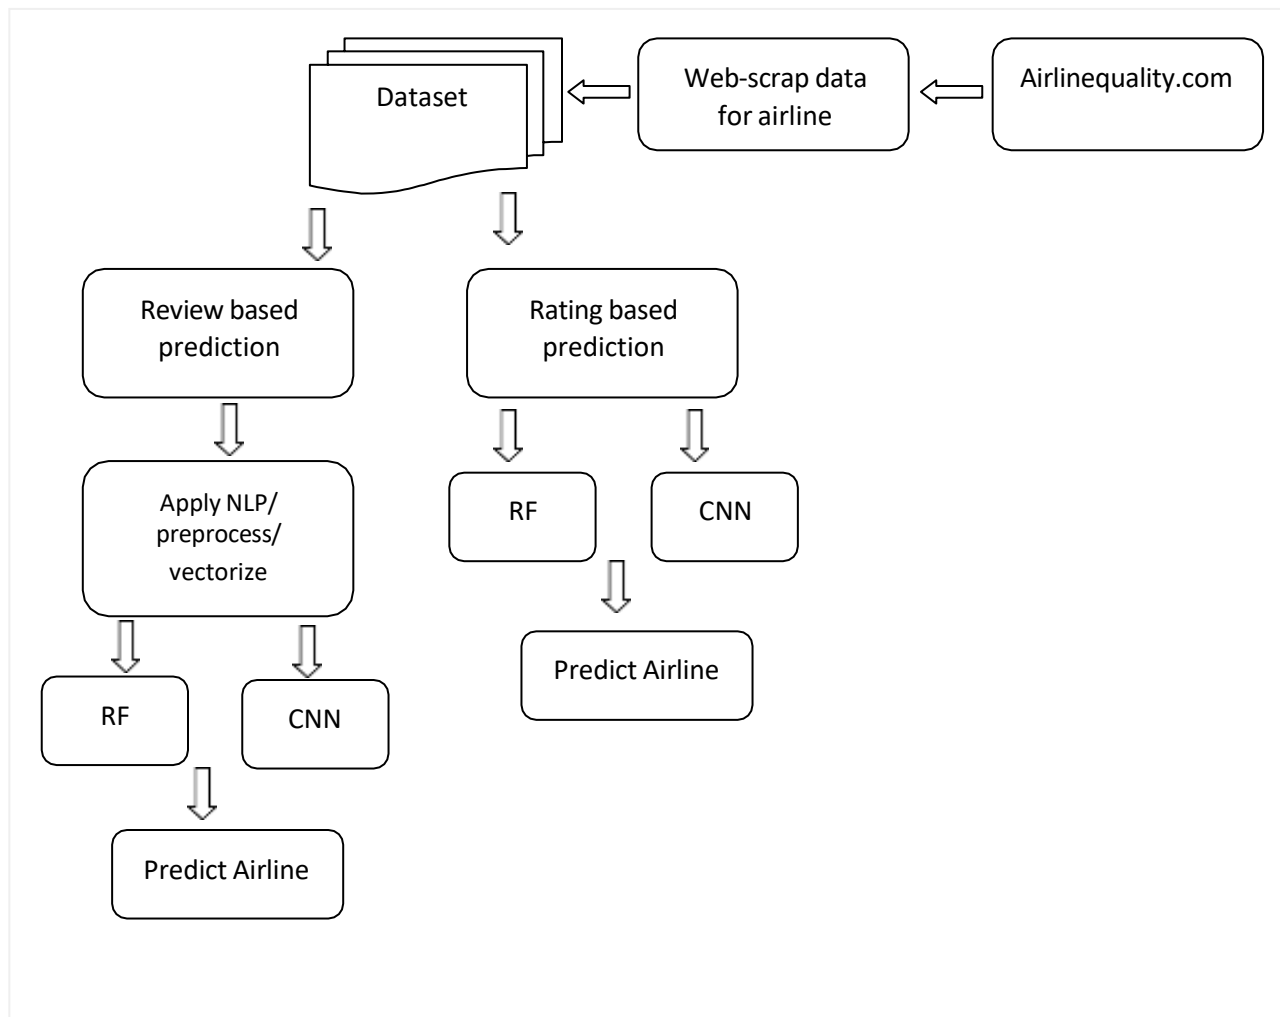 Dataset
Web-scrap data
for airline
Airlinequality.com
Review based
prediction
Rating based
prediction
Apply NLP/
preprocess/
vectorize
RF
CNN
Predict Airline
RF
CNN
Predict Airline